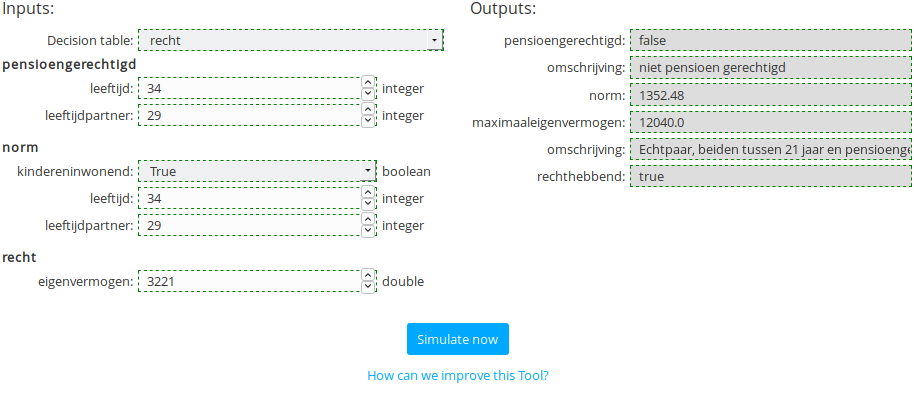 Inputs:
Decision table: recht
pensioengerechtigd
leeftijd: 34 integer
leeftijdpartner: 29 integer
norm
kindereninwonend: True boolean
leeftijd: 34 integer
leeftijdpartner: 29 integer
recht
eigenvermogen: 3221 double
Outputs:
pensioengerechtigd: false
omschrijving: niet pensioen gerechtigd
norm: 1352.48
maximaaleigenvermogen: 12040.0
omschrijving: Echtpaar, beiden tussen 21 jaar en pensioenge
rechthebbend: true
Simulate now
How can we improve this Tool?